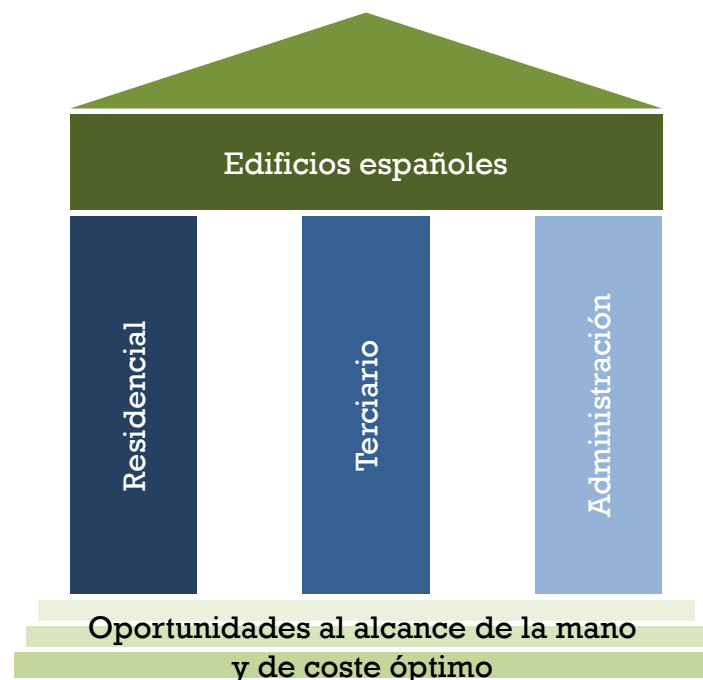 Edificios españoles
Residencial
Terciario
Administración
Oportunidades al alcance de la mano
y de coste óptimo